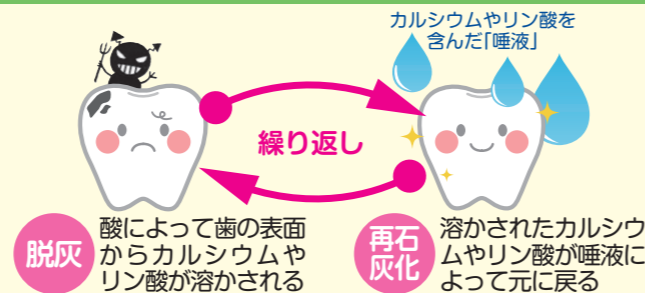 カルシウムやリン酸を
含んだ「唾液」
繰り返し
脱灰
酸によって歯の表面
からカルシウムや
リン酸が溶かされる
再石
灰化
溶かされたカルシウ
ムやリン酸が唾液に
よって元に戻る